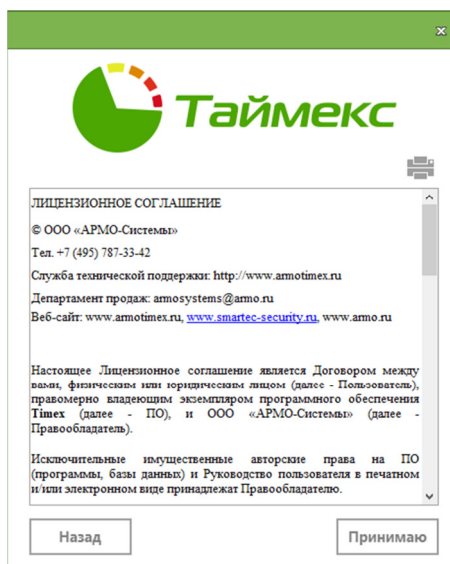 Таймекс
ЛИЦЕНЗИОННОЕ СОГЛАШЕНИЕ
© ООО «АРМО-Системы»
Тел. +7 (495) 787-33-42
Служба технической поддержки: http://www.armotimex.ru
Департамент продаж: armosystems@armo.ru
Веб-сайт: www.armotimex.ru, www.smartec-security.ru, www.armo.ru
Настоящее Лицензионное соглашение является Договором между
вами, физическим или юридическим лицом (далее - Пользователь),
правомерно владеющим экземпляром программного обеспечения
Timex (далее - ПО), и ООО «АРМО-Системы» (далее -
Правообладатель).
Исключительные имущественные авторские права на ПО
(программы, базы данных) и Руководство пользователя в печатном
и/или электронном виде принадлежат Правообладателю.
Назад
Принимаю